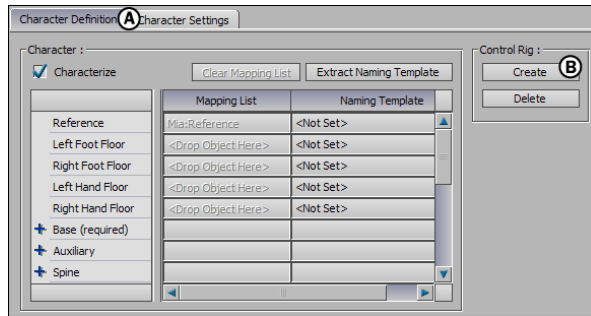 Character Definition A Character Settings
Character :
Control Rig :
Characterize Clear Mapping List Extract Naming Template
Create B
Delete
Mapping List Naming Template
Reference Mia:Reference <Not Set>
Left Foot Floor <Drop Object Here> <Not Set>
Right Foot Floor <Drop Object Here> <Not Set>
Left Hand Floor <Drop Object Here> <Not Set>
Right Hand Floor <Drop Object Here> <Not Set>
Base (required)
Auxiliary
Spine